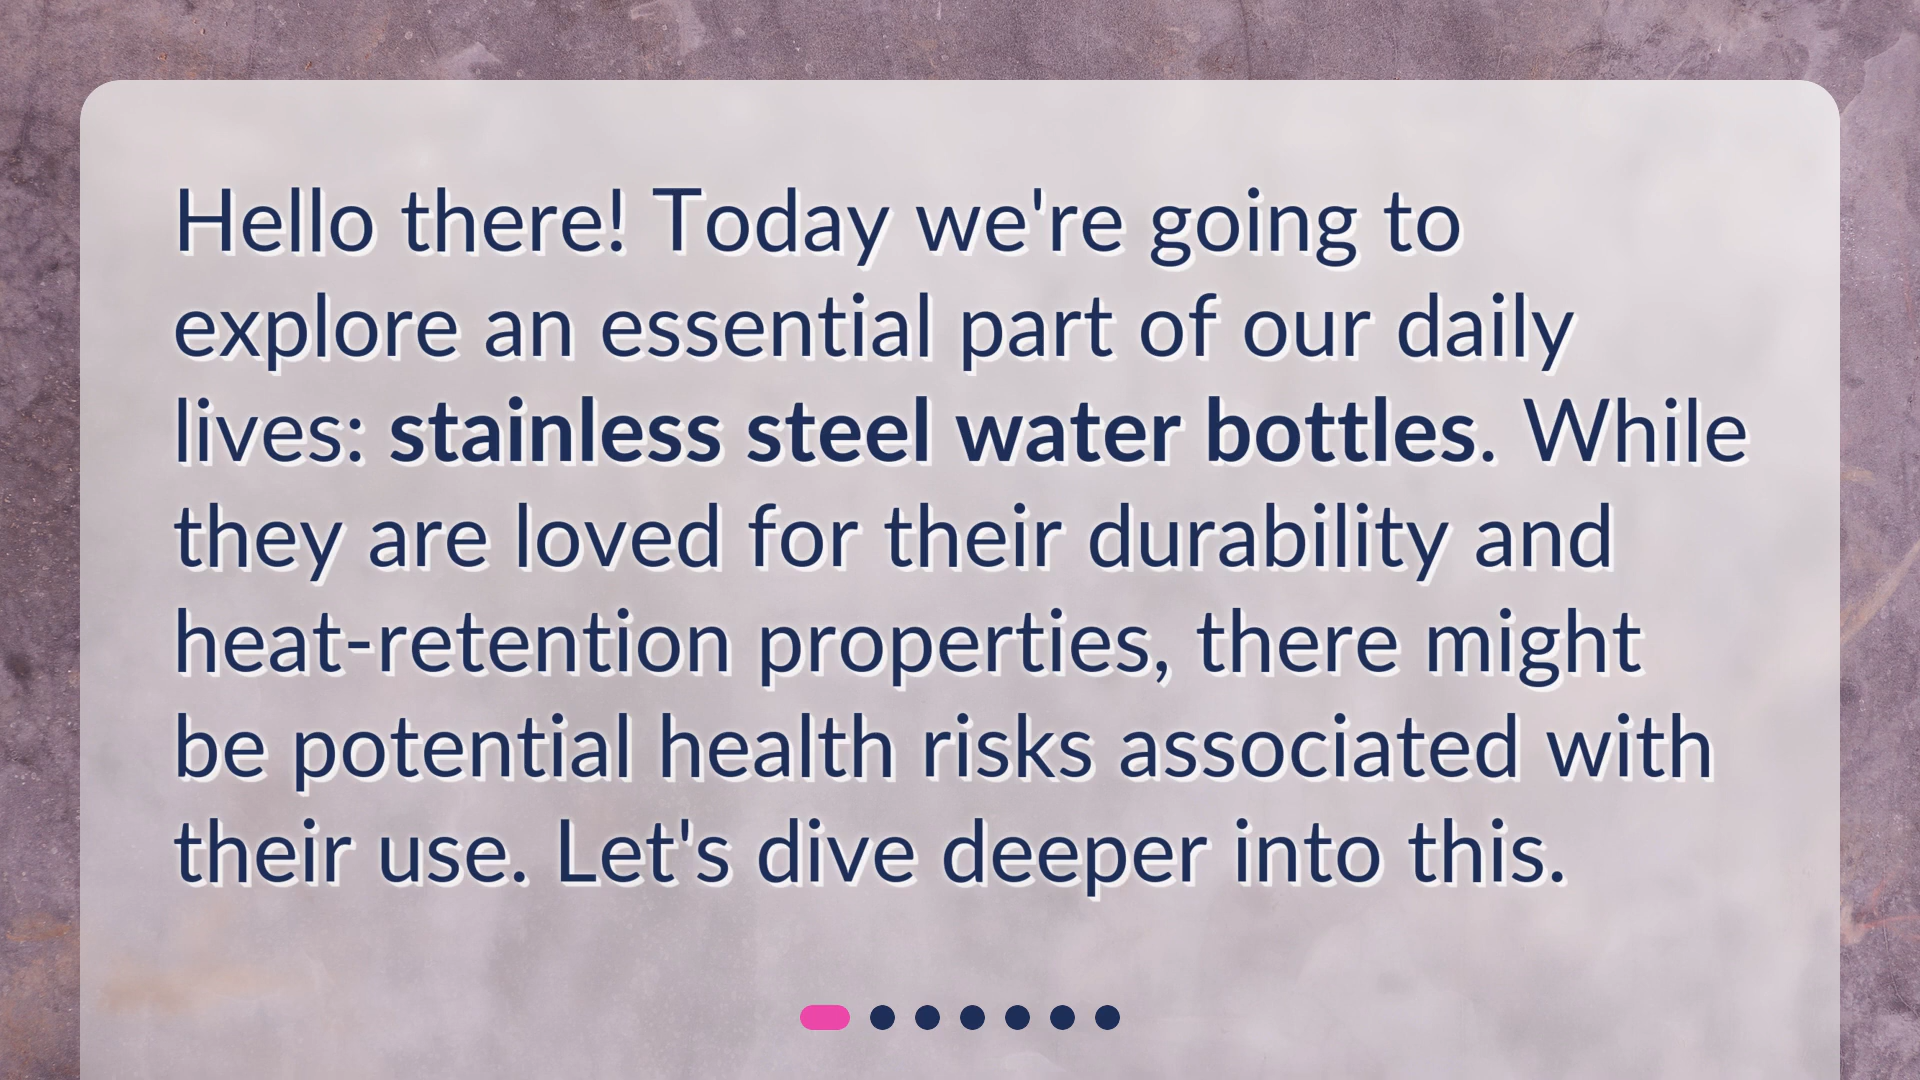 Hello there! Today we're going to
explore an essential part of our daily
lives: stainless steel water bottles. While
they are loved for their durability and
heat-retention properties, there might
be potential health risks associated with
their use. Let's dive deeper into this.